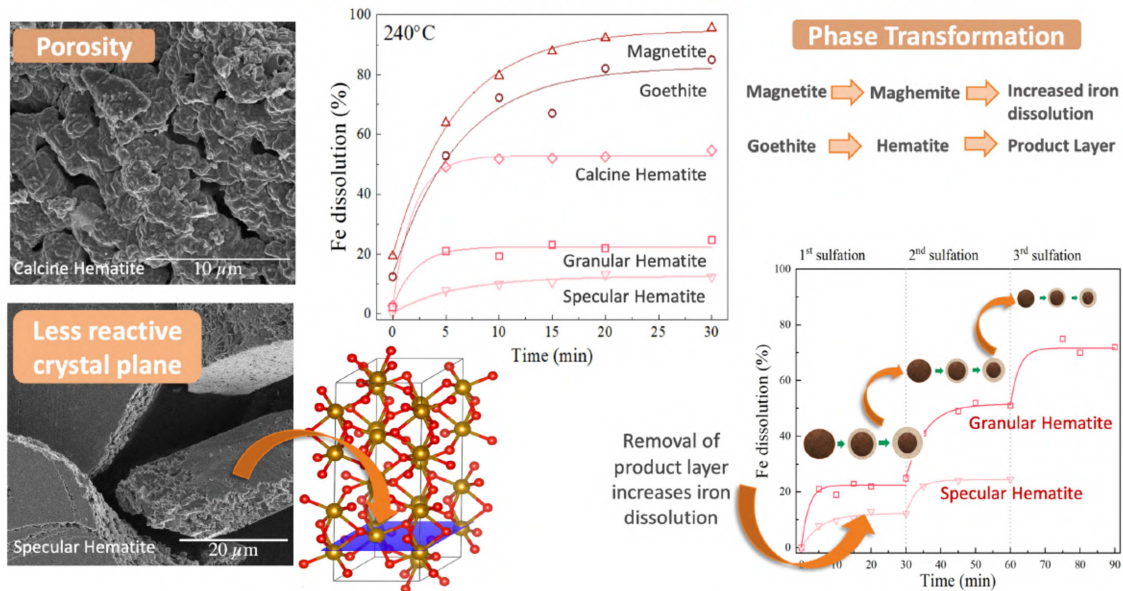 Porosity
Calcine Hematite
10 µm
Less reactive
crystal plane
Specular Hematite
20 µm
240°C
Fe dissolution (%)
100
80
60
40
20
0
Magnetite
Goethite
Calcine Hematite
Granular Hematite
Specular Hematite
0 5 10 15 20 25 30
Time (min)
Phase Transformation
Magnetite Maghemite Increased iron
dissolution
Goethite Hematite Product Layer
Removal of
product layer
increases iron
dissolution
1st sulfation 2nd sulfation 3rd sulfation
Fe dissolution (%)
100
80
60
40
20
0
Granular Hematite
Specular Hematite
0 10 20 30 40 50 60 70 80 90
Time (min)